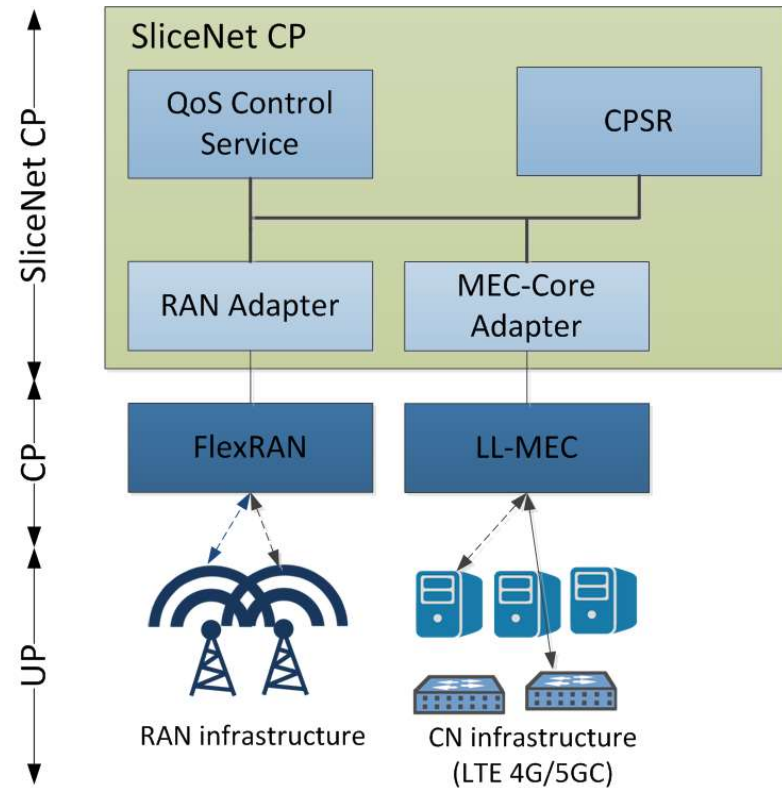 SliceNet CP
QoS Control
Service
CPSR
RAN Adapter
MEC-Core
Adapter
FlexRAN
LL-MEC
RAN infrastructure
CN infrastructure
(LTE 4G/5GC)
SliceNet CP
CP
UP